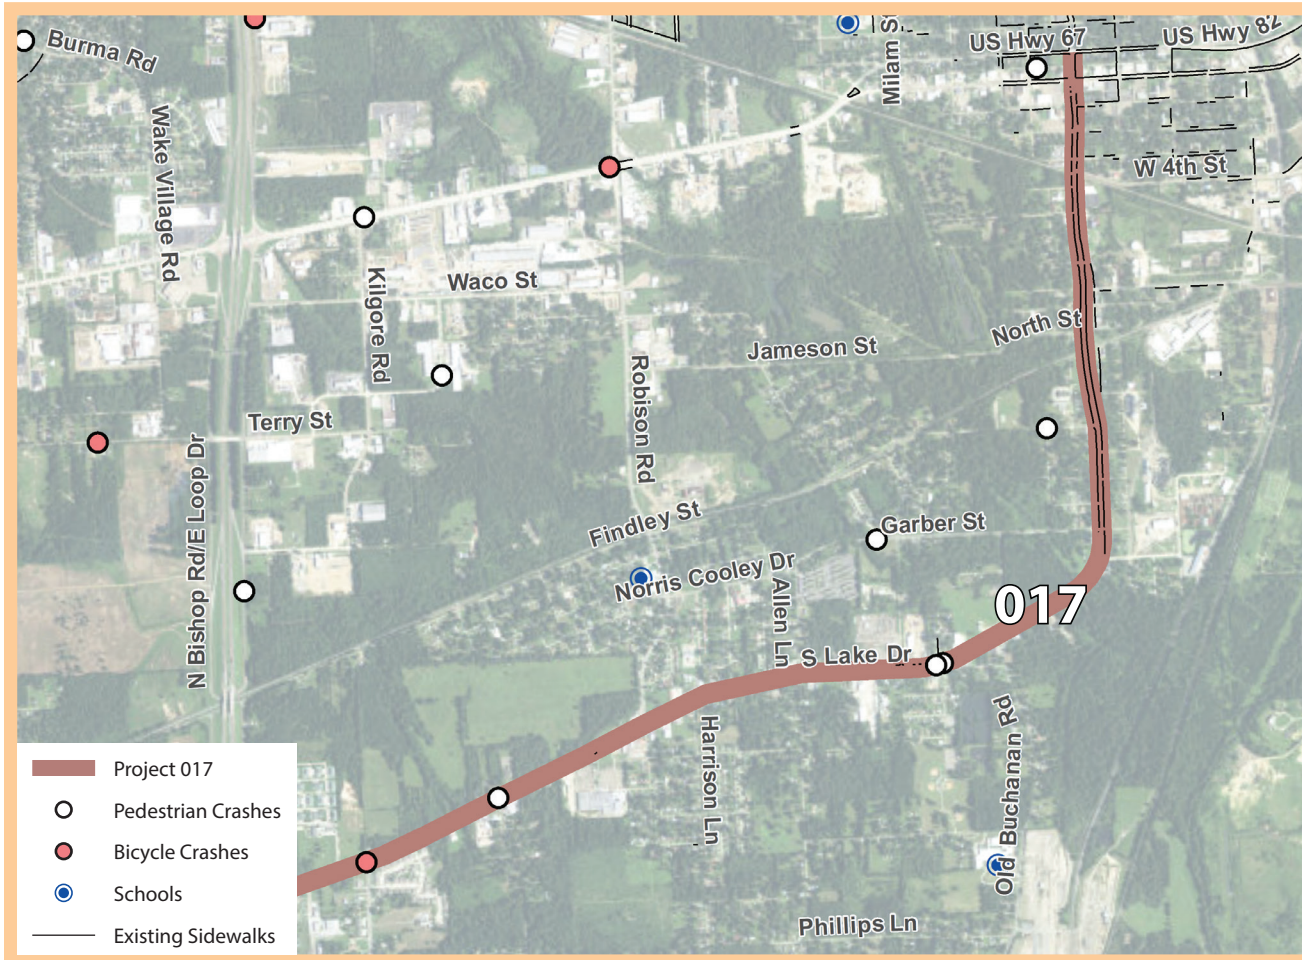 Burma Rd
Wake Village Rd
Milam S
US Hwy 67
US Hwy 82
W 4th St
Kilgore Rd
Waco St
Jameson St
North St
Robison Rd
Terry St
N Bishop Rd/E Loop Dr
Findley St
Garber St
Norris Cooley Dr
Allen Ln
017
S Lake Dr
Harrison Ln
Old Buchanan Rd
Phillips Ln
Project 017
Pedestrian Crashes
Bicycle Crashes
Schools
Existing Sidewalks